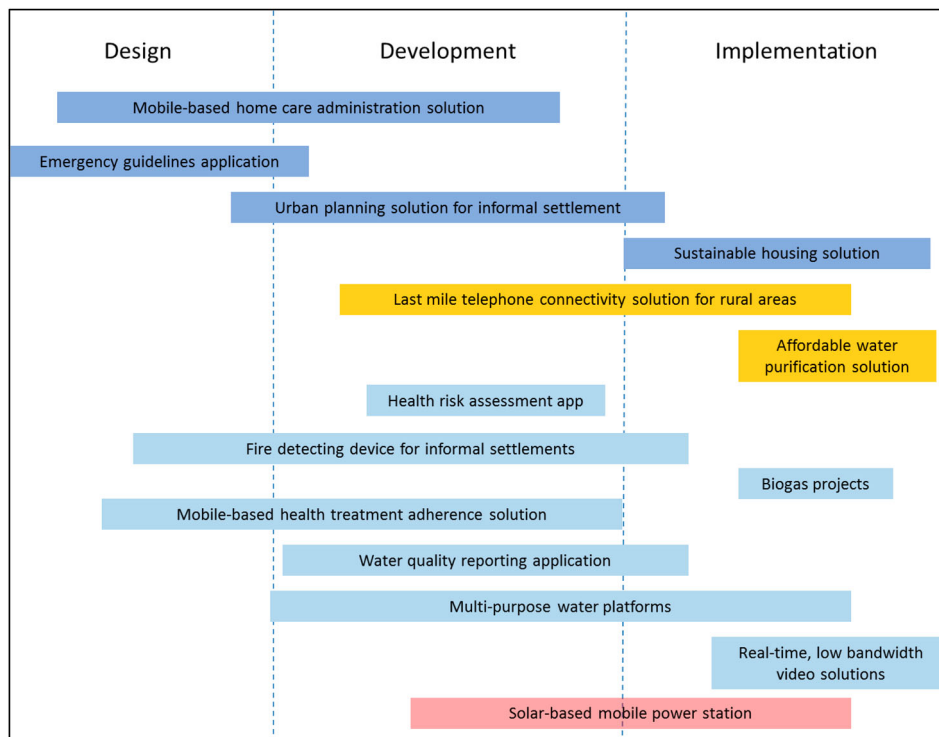 Design
Development
Implementation
Mobile-based home care administration solution
Emergency guidelines application
Urban planning solution for informal settlement
Sustainable housing solution
Last mile telephone connectivity solution for rural areas
Affordable water
purification solution
Health risk assessment app
Fire detecting device for informal settlements
Biogas projects
Mobile-based health treatment adherence solution
Water quality reporting application
Multi-purpose water platforms
Real-time, low bandwidth
video solutions
Solar-based mobile power station